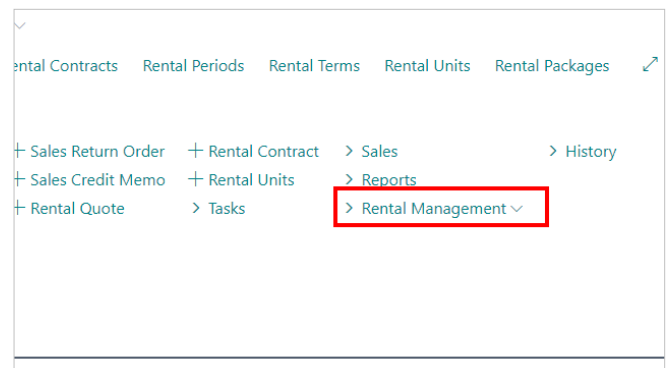 ental Contracts Rental Periods Rental Terms Rental Units Rental Packages
Sales Return Order Rental Contract Sales History
Sales Credit Memo Rental Units Reports
Rental Quote Tasks Rental Management